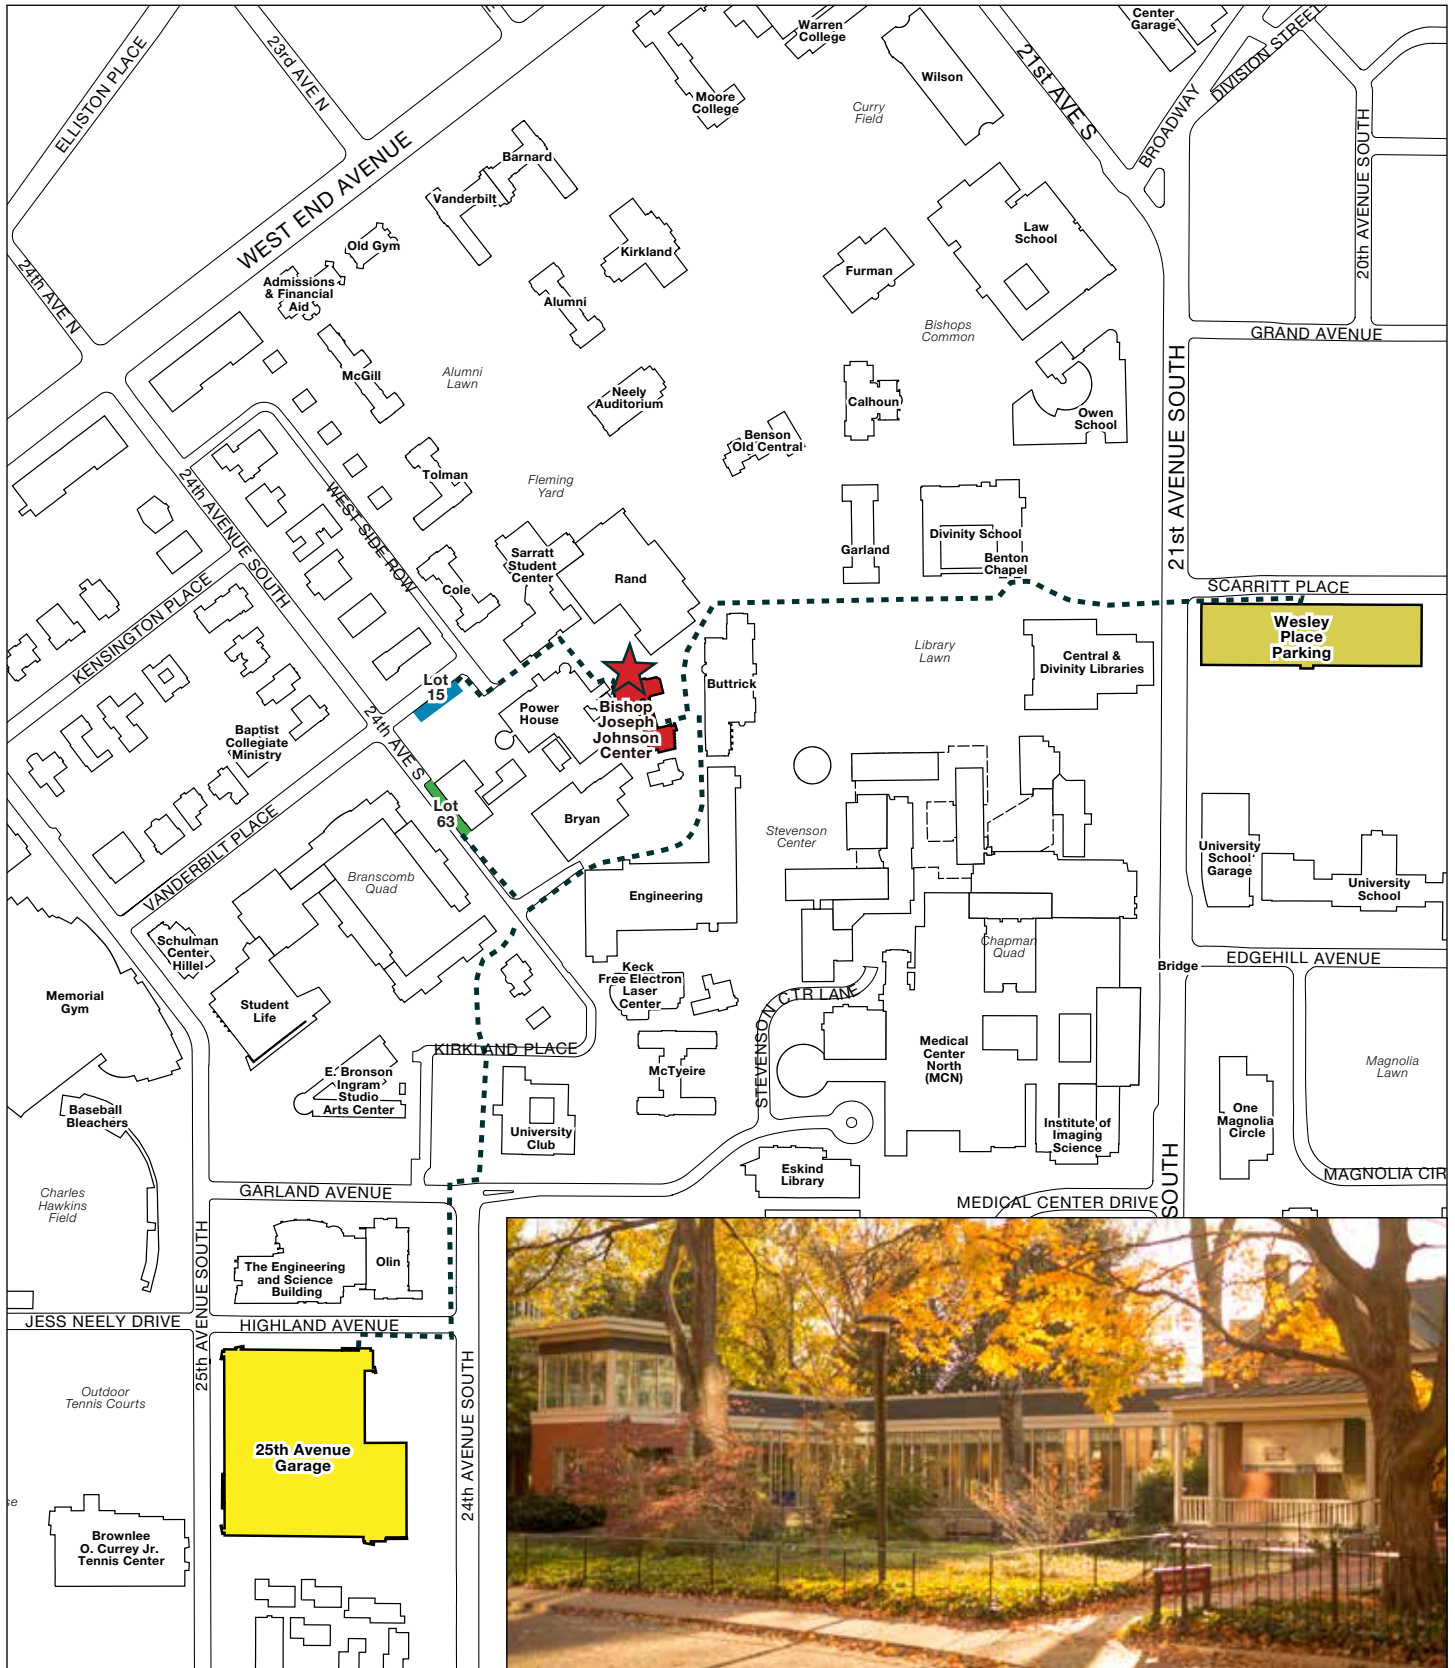 Warren
College
Center
Garage
ELLISTON PLACE
23rd AVE N
21st AVE S
DIVISION STREET
BROADWAY
Wilson
Moore
College
Curry
Field
20th AVENUE SOUTH
WEST END AVENUE
Barnard
Vanderbilt
Old Gym
Kirkland
Law
School
Furman
24th AVE N
Admissions
& Financial
Aid
Alumni
Bishops
Common
GRAND AVENUE
McGill
Alumni
Lawn
Neely
Auditorium
Calhoun
Owen
School
21st AVENUE SOUTH
Benson
Old Central
Tolman
Fleming
Yard
24th AVENUE SOUTH
WEST SIDE ROW
Sarratt
Student
Center
Rand
Garland
Divinity School
Benton
Chapel
Cole
KENSINGTON PLACE
SCARRITT PLACE
Wesley
Place
Parking
Library
Lawn
Central &
Divinity Libraries
Buttrick
Lot
15
Power
House
Bishop
Joseph
Johnson
Center
24th AVE S
Baptist
Collegiate
Ministry
Lot
63
Bryan
Stevenson
Center
VANDERBILT PLACE
Branscomb
Quad
Engineering
University
School
Garage
University
School
Schulman
Center
Hillel
Chapman
Quad
Bridge
EDGEHILL AVENUE
Memorial
Gym
Student
Life
Keck
Free Electron
Laser
Center
STEVENSON CTR LANE
KIRKLAND PLACE
Medical
Center
North
(MCN)
Magnolia
Lawn
McTyeire
E. Bronson
Ingram
Studio
Arts Center
Baseball
Bleachers
University
Club
Institute of
Imaging
Science
One
Magnolia
Circle
Eskind
Library
MAGNOLIA CIR
Charles
Hawkins
Field
GARLAND AVENUE
MEDICAL CENTER DRIVE
SOUTH
25th AVENUE SOUTH
The Engineering
and Science
Building
Olin
JESS NEELY DRIVE
HIGHLAND AVENUE
Outdoor
Tennis Courts
24th AVENUE SOUTH
25th Avenue
Garage
se
Brownlee
O. Currey Jr.
Tennis Center